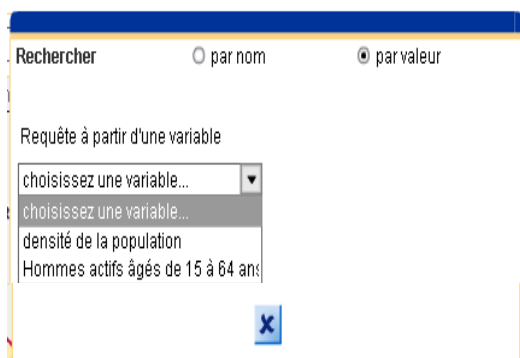 Rechercher par nom par valeur
Requête à partir d'une variable
choisissez une variable...
choisissez une variable...
densité de la population
Hommes actifs âgés de 15 à 64 ans